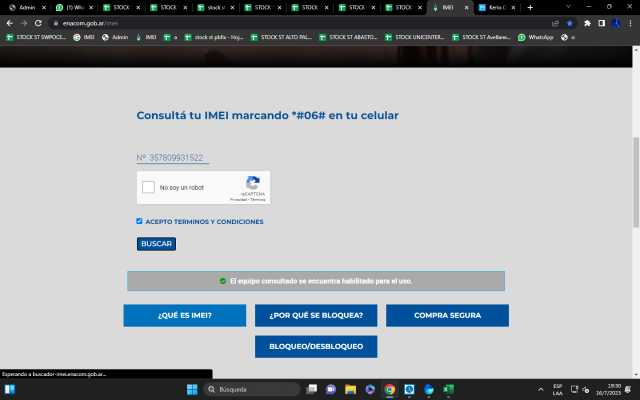 Admin
(1) Wha
STOCK
STOCK
stock st
STOCK
STOCK
STOCK
STOCK
IMEI
Kerio C
enacom.gob.ar/imei
STOCK ST SWPOCE...
IMEI
Admin
IMEI
a
stock st pbfix - Hoj...
STOCK ST ALTO PAL...
STOCK ST ABASTO...
STOCK UNICENTER...
STOCK ST Avellane...
WhatsApp
o
Consultá tu IMEI marcando *#06# en tu celular
Nº 357809931522
No soy un robot
reCAPTCHA
Privacidad - Términos
ACEPTO TERMINOS Y CONDICIONES
BUSCAR
El equipo consultado se encuentra habilitado para el uso.
¿QUÉ ES IMEI?
¿POR QUÉ SE BLOQUEA?
COMPRA SEGURA
BLOQUEO/DESBLOQUEO
Esperando a buscador-imei.enacom.gob.ar...
Búsqueda
ESP
LAA
19:30
16/7/2023